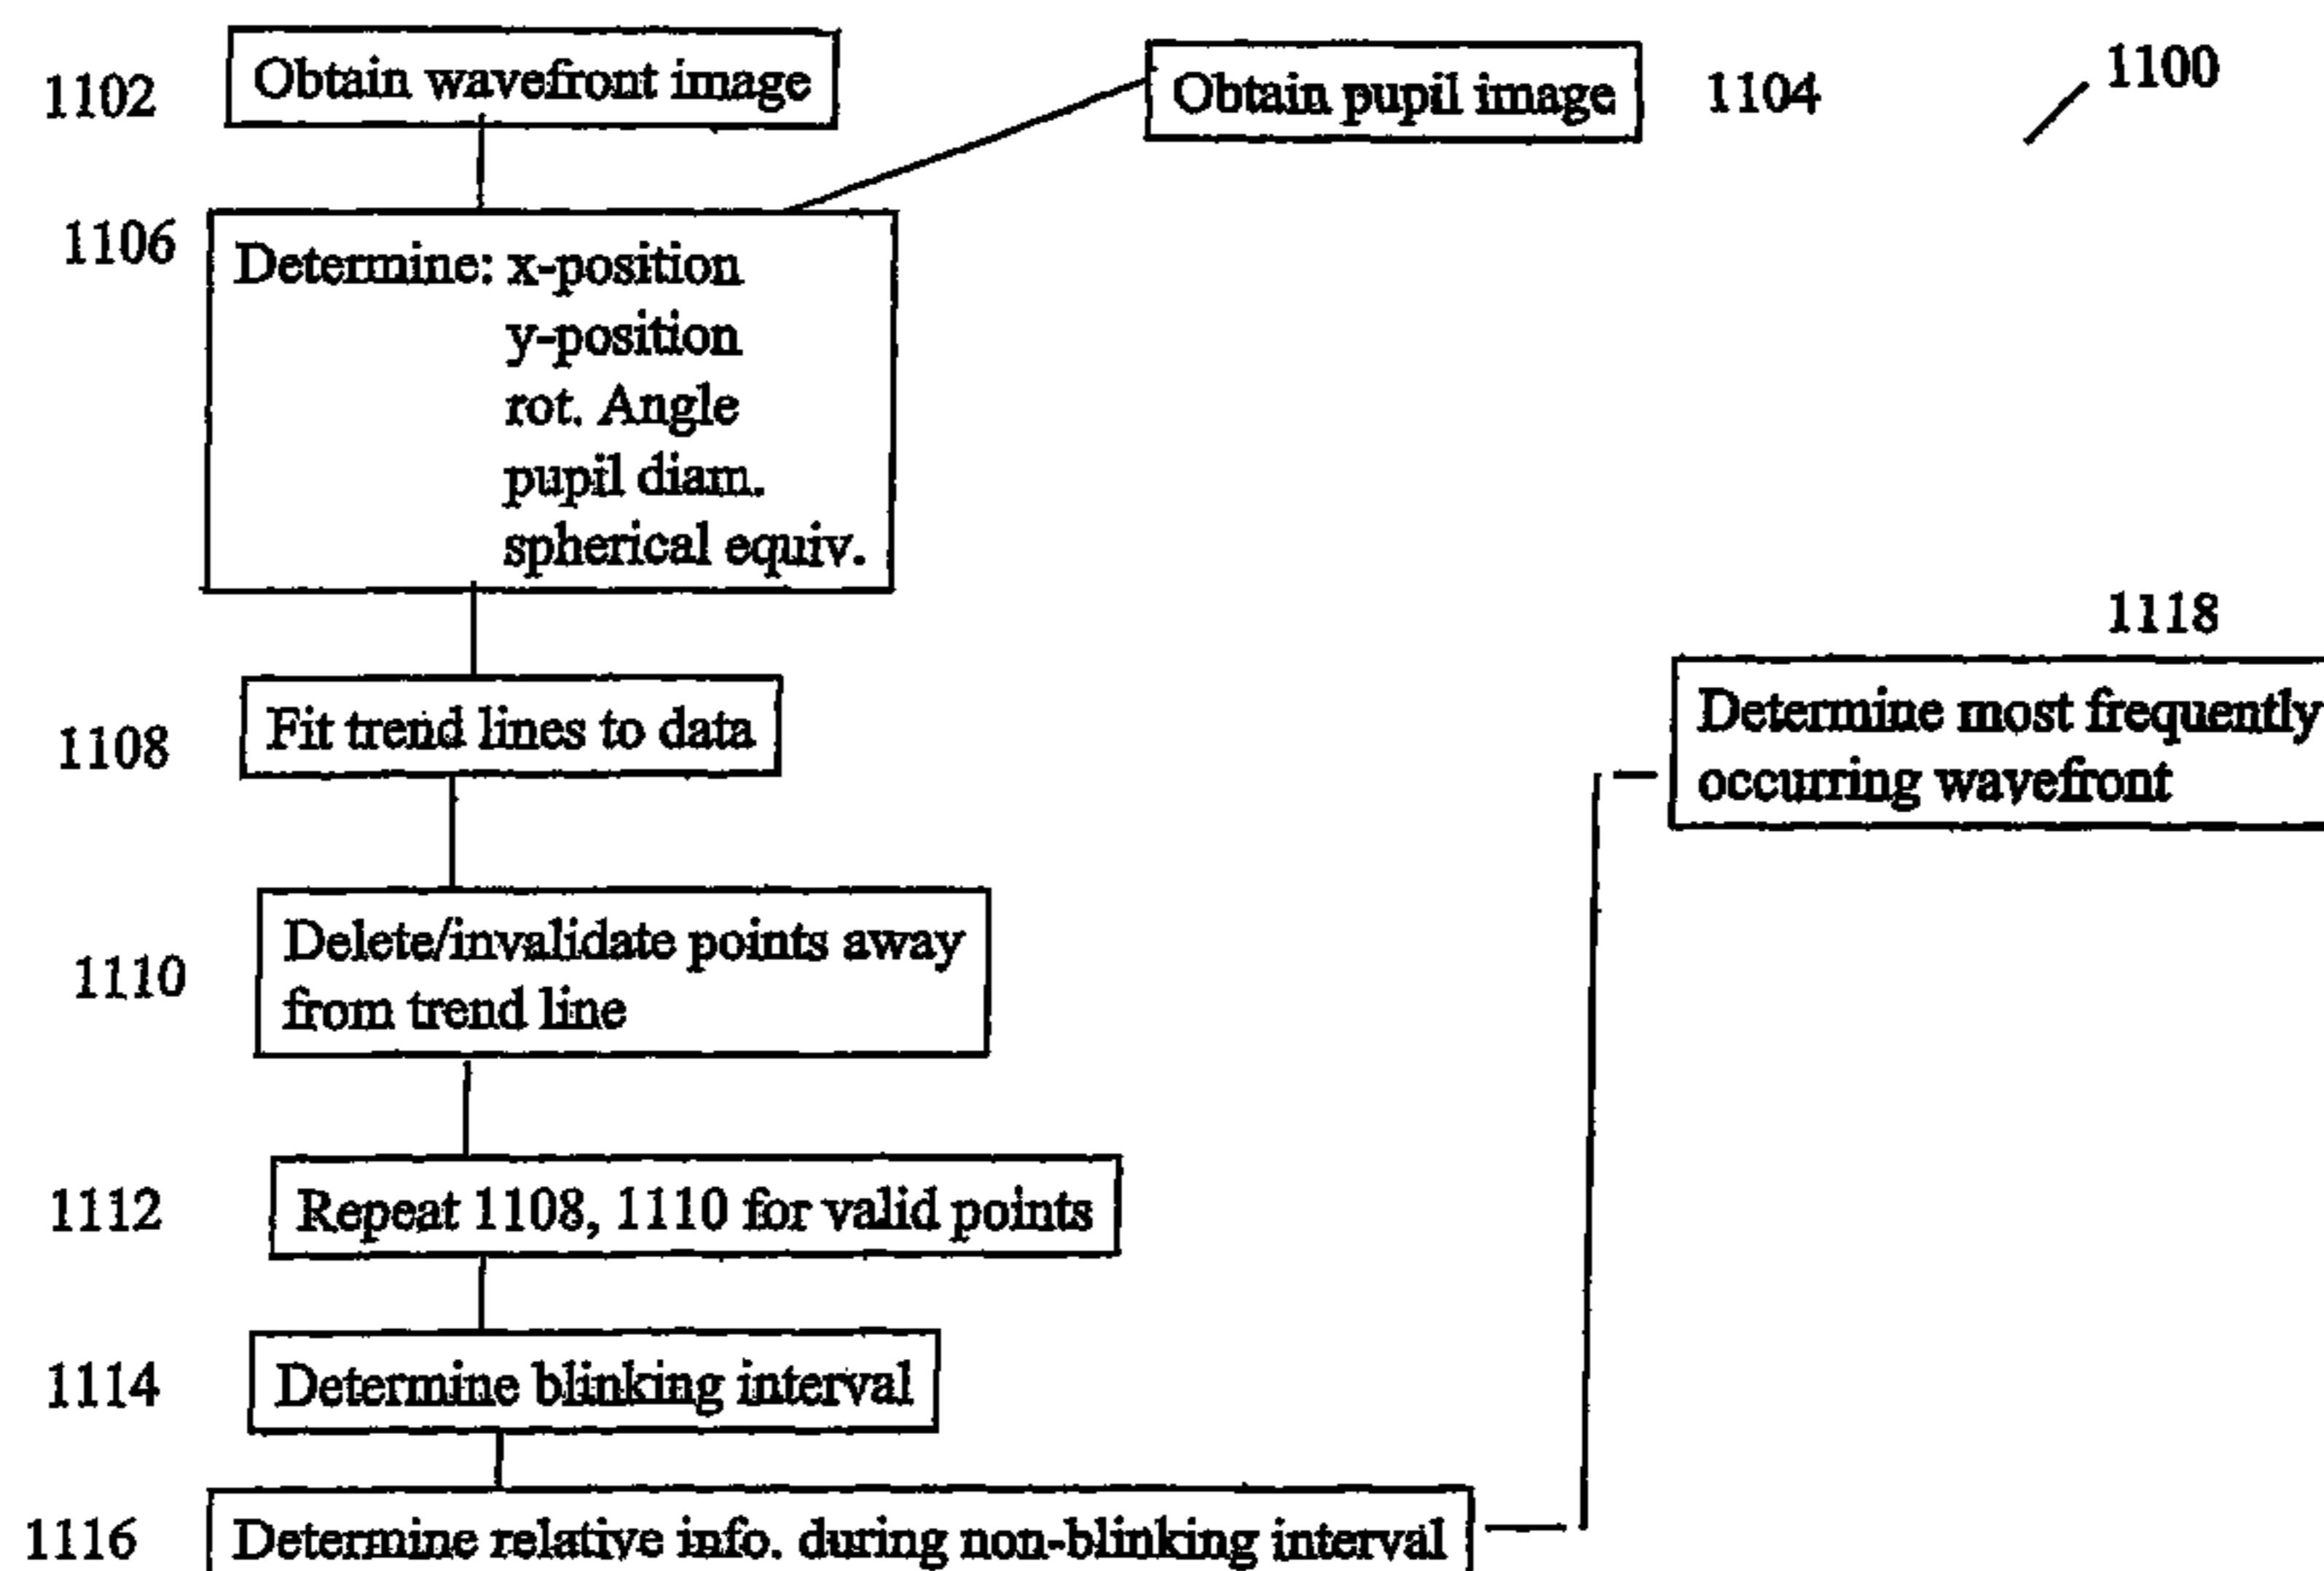 1102
Obtain wavefront image
Obtain pupil image
1104
1100
1106
Determine: x-position
y-position
rot. Angle
pupil diam.
spherical equiv.
1118
Determine most frequently
occurring wavefront
1108
Fit trend lines to data
1110
Delete/invalidate points away
from trend line
1112
Repeat 1108, 1110 for valid points
1114
Determine blinking interval
1116
Determine relative info. during non-blinking interval